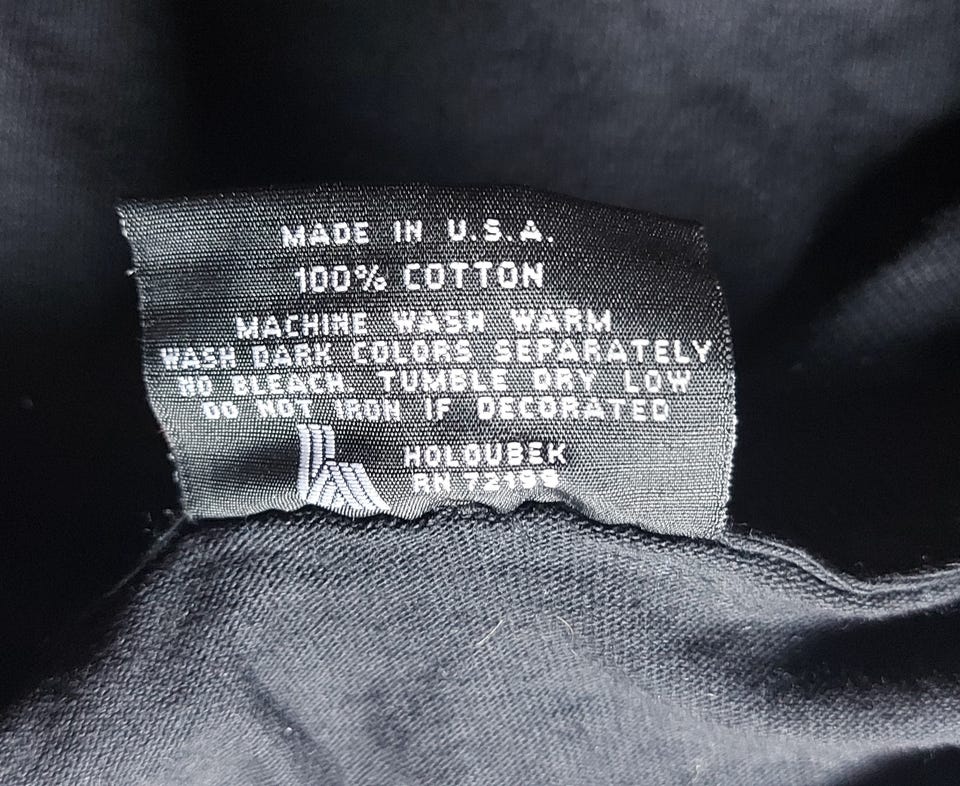 MADE IN U.S.A.
100% COTTON
MACHINE WASH WARM
WASH DARK COLORS SEPARATELY
NO BLEACH. TUMBLE DRY LOW
DO NOT IRON IF DECORATED
HOLOUBEK
RN